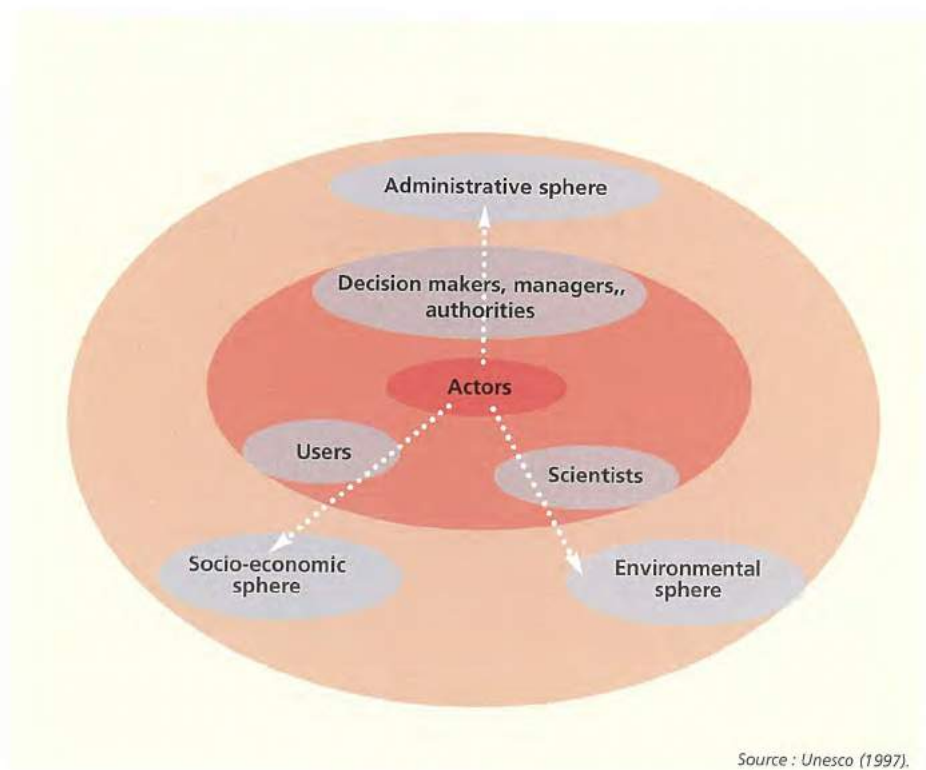 Administrative sphere
Decision makers, managers,,
authorities
Actors
Users
Scientists
Socio-economic
sphere
Environmental
sphere
Source : Unesco (1997).